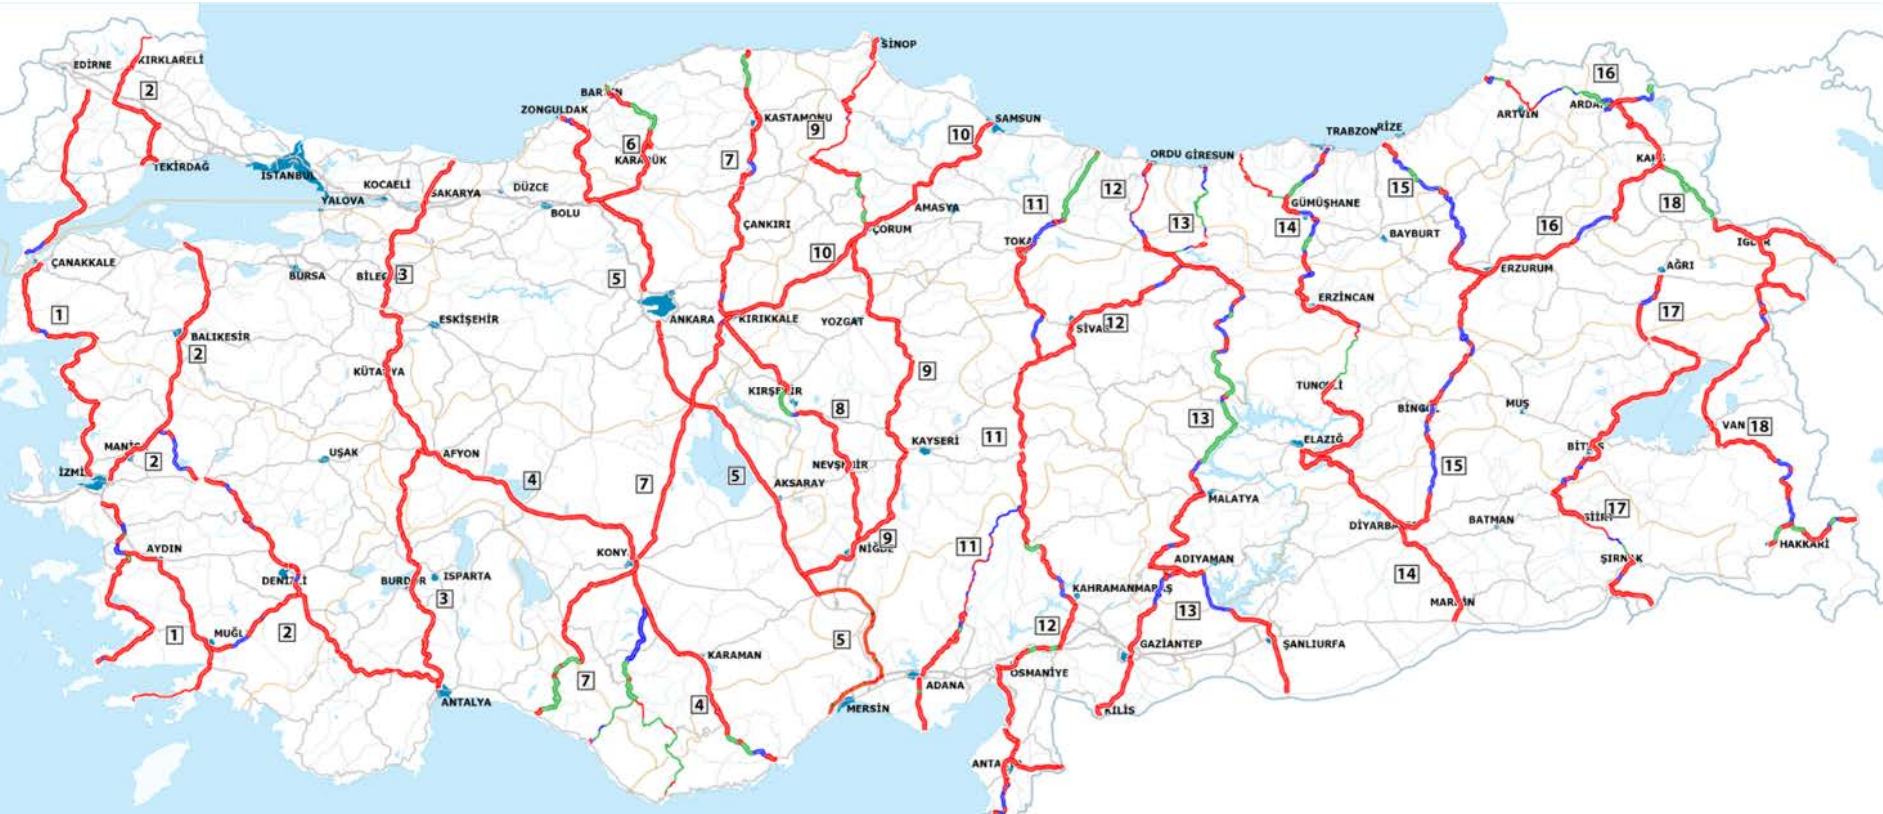 SİNOP
16
EDİRNE
KIRKLARELİ
2
BARTIN
ZONGULDAK
KASTAMONU
9
10
SAMSUN
ARTVİN
ARDAHAN
TRABZON
RİZE
6
KARABÜK
7
TEKİRDAĞ
İSTANBUL
KOCAELİ
SAKARYA
DÜZCE
YALOVA
BOLU
ORDU
GİRESUN
12
KARS
15
11
AMASYA
GÜMÜŞHANE
18
ÇANKIRI
ÇORUM
13
14
16
BAYBURT
TOKAT
IĞDIR
10
ÇANAKKALE
BURSA
BİLECİK
3
5
ERZURUM
AĞRI
1
ESKİŞEHİR
ANKARA
KIRIKKALE
YOZGAT
SİVAS
12
ERZİNCAN
17
BALIKESİR
2
KÜTAHYA
9
KIRŞEHİR
8
TUNCELİ
BİNGÖL
MUŞ
13
VAN
18
MANİSA
2
UŞAK
AFYON
KAYSERİ
11
ELAZIĞ
BİTLİS
İZMİR
4
7
5
NEVŞEHİR
AKSARAY
15
MALATYA
DİYARBAKIR
BATMAN
SİİRT
17
AYDIN
KONYA
NİĞDE
9
11
ADIYAMAN
ŞIRNAK
HAKKARİ
DENİZLİ
BURDUR
ISPARTA
3
KAHRAMANMARAŞ
14
13
MARDİN
1
MUĞLA
2
12
5
GAZİANTEP
ŞANLIURFA
KARAMAN
7
ADANA
OSMANİYE
ANTALYA
4
MERSİN
KİLİS